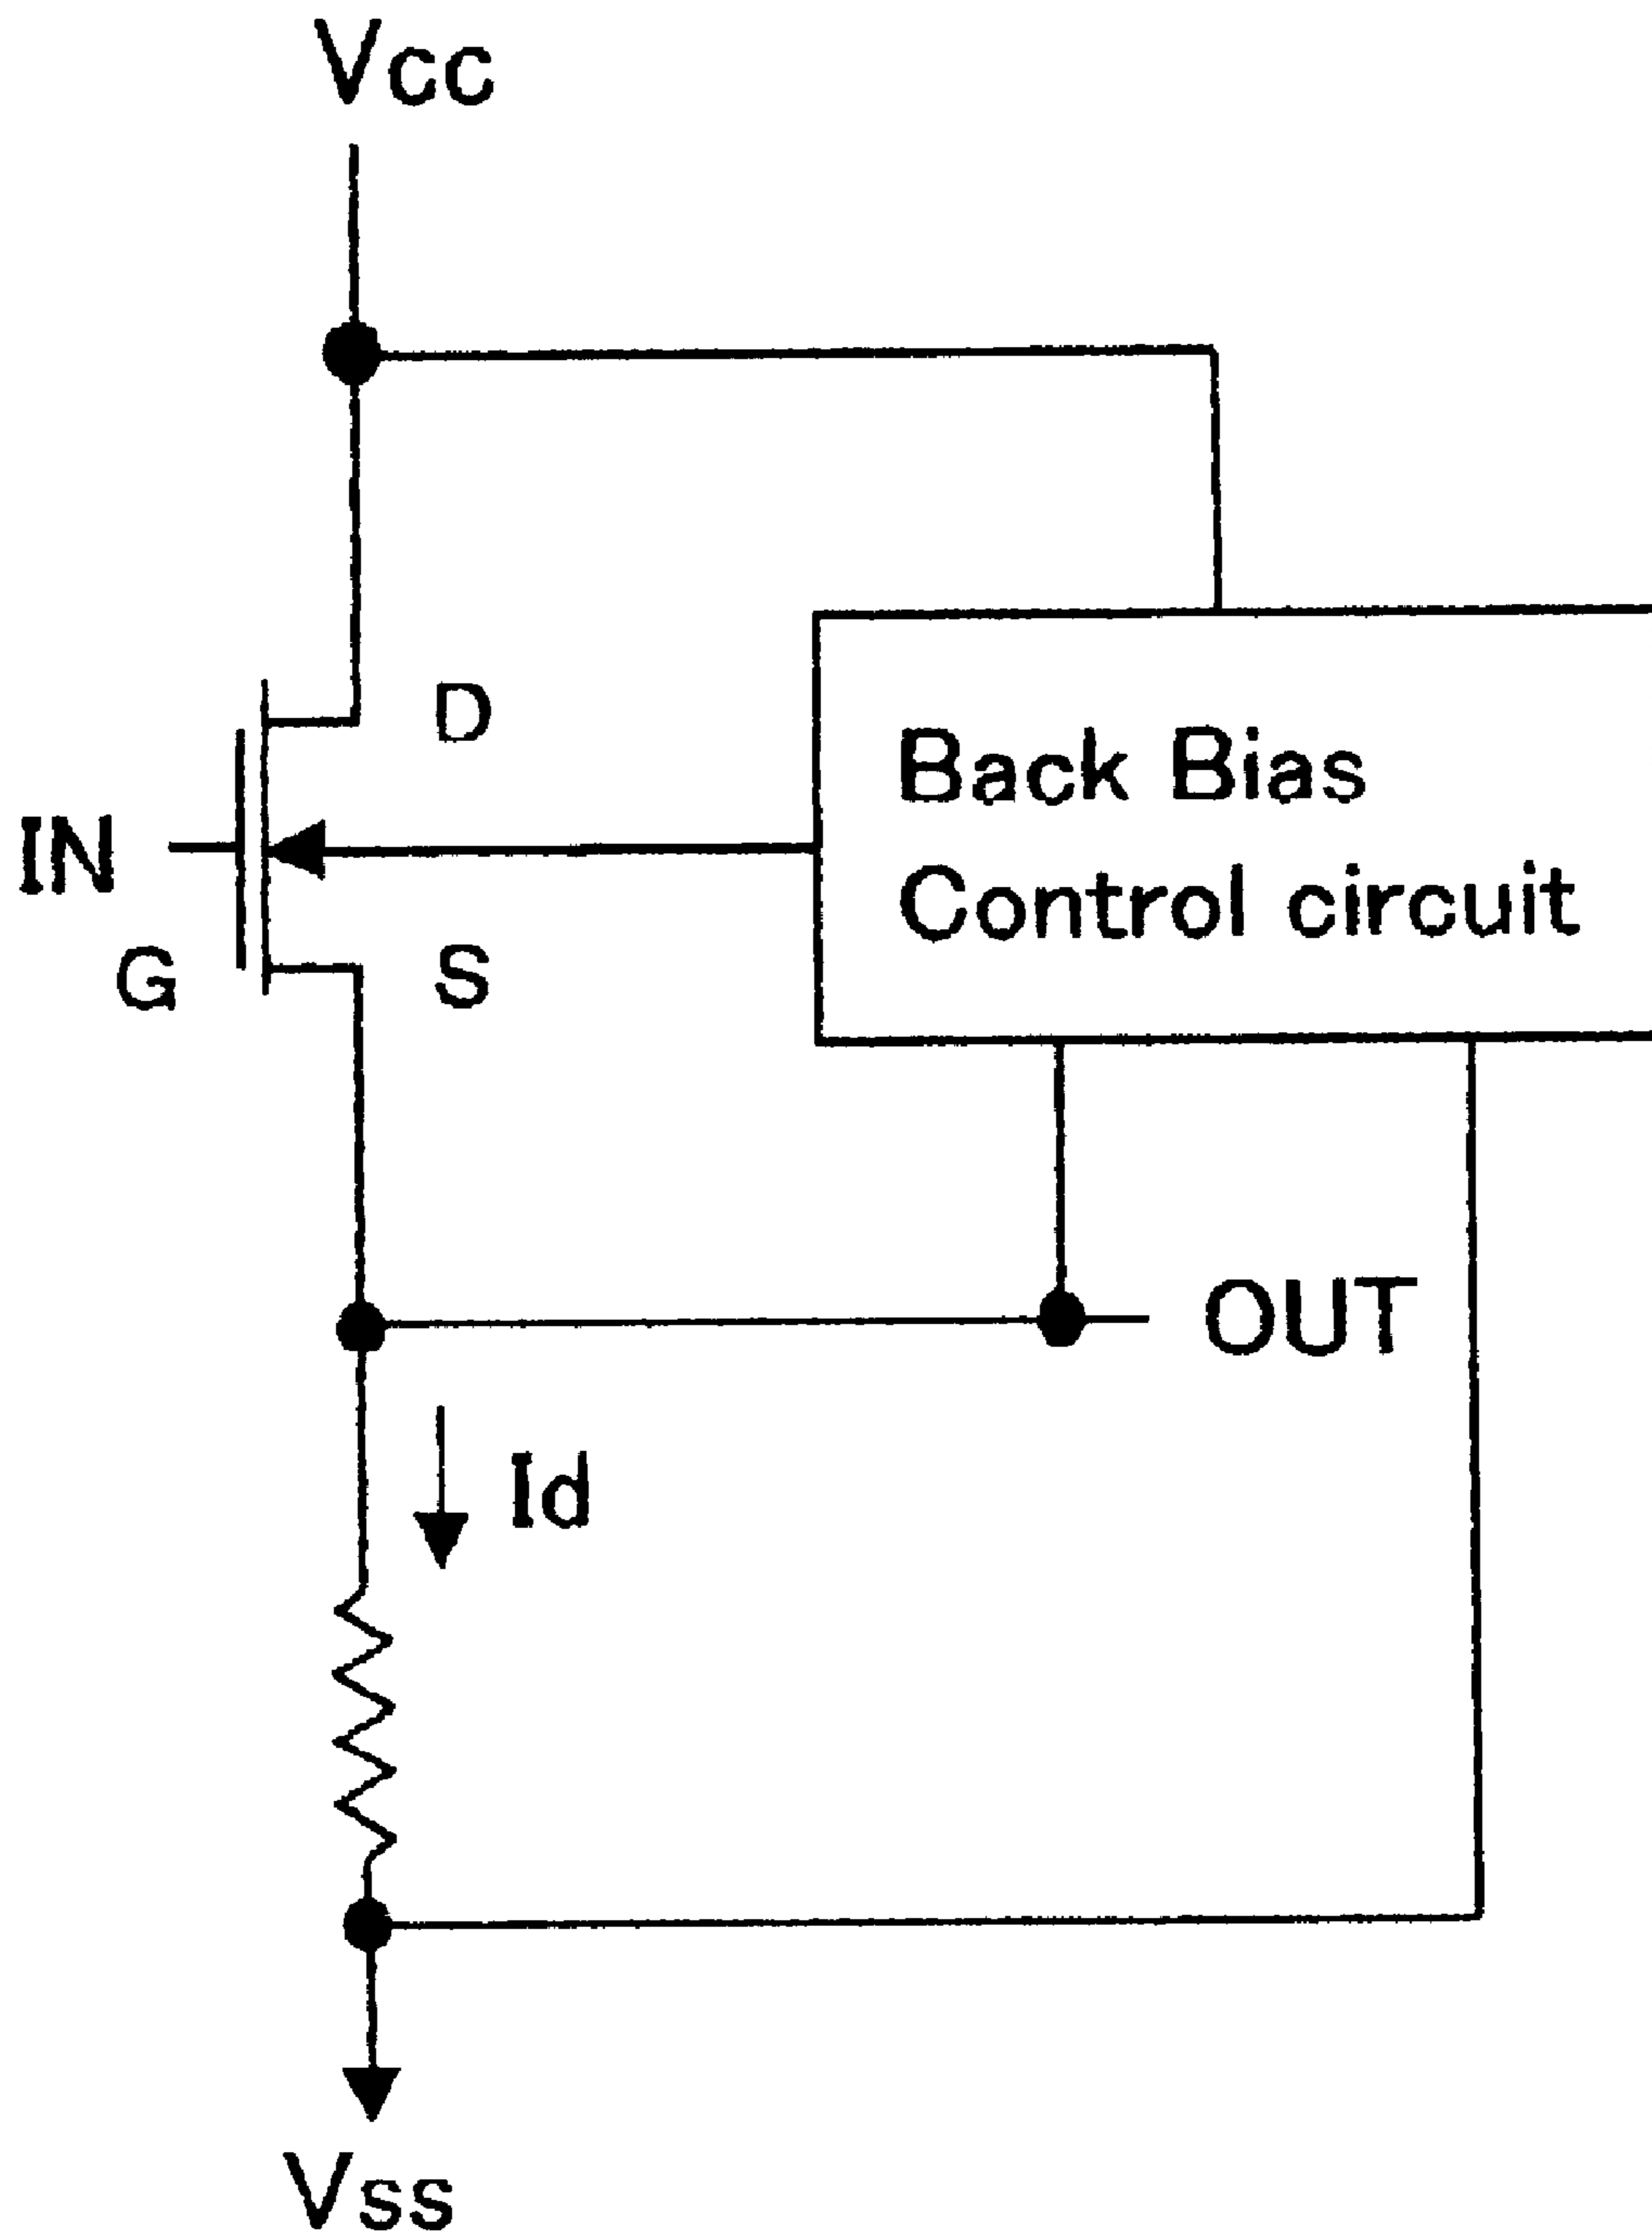 Vcc
D
Back Bias
IN
Control circuit
G
S
OUT
Id
Vss